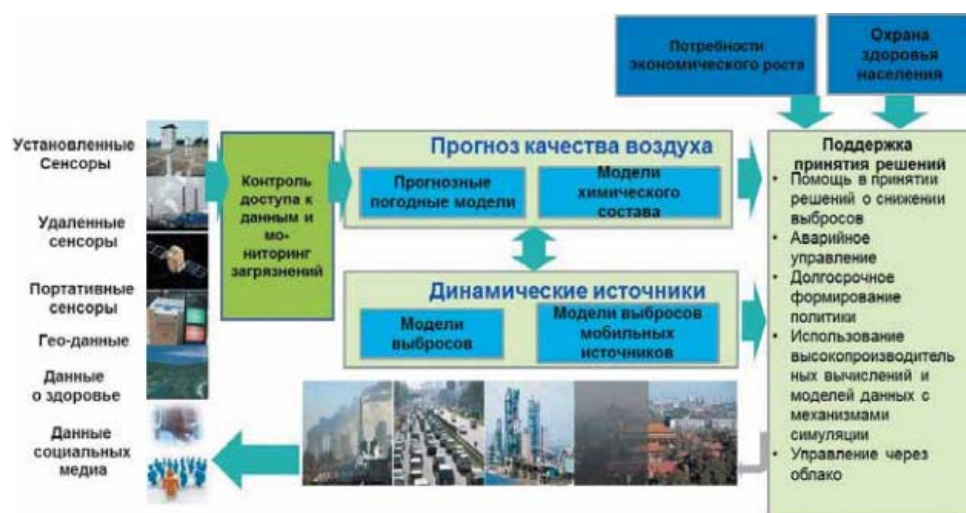 Потребности
экономического роста
Охрана
здоровья
населения
Установленные
Сенсоры
Удаленные
сенсоры
Портативные
сенсоры
Гео-данные
Данные
о здоровье
Данные
социальных
медиа
Контроль
доступа к
данным и
мо-
ниторинг
загрязнений
Прогноз качества воздуха
Прогнозные
погодные модели
Модели
химического
состава
Динамические источники
Модели
выбросов
Модели выбросов
мобильных
источников
Поддержка
принятия решений
• Помощь в принятии
решений о снижении
выбросов
• Аварийное
управление
• Долгосрочное
формирование
политики
• Использование
высокопроизводитель
ных вычислений и
моделей данных с
механизмами
симуляции
• Управление через
облако